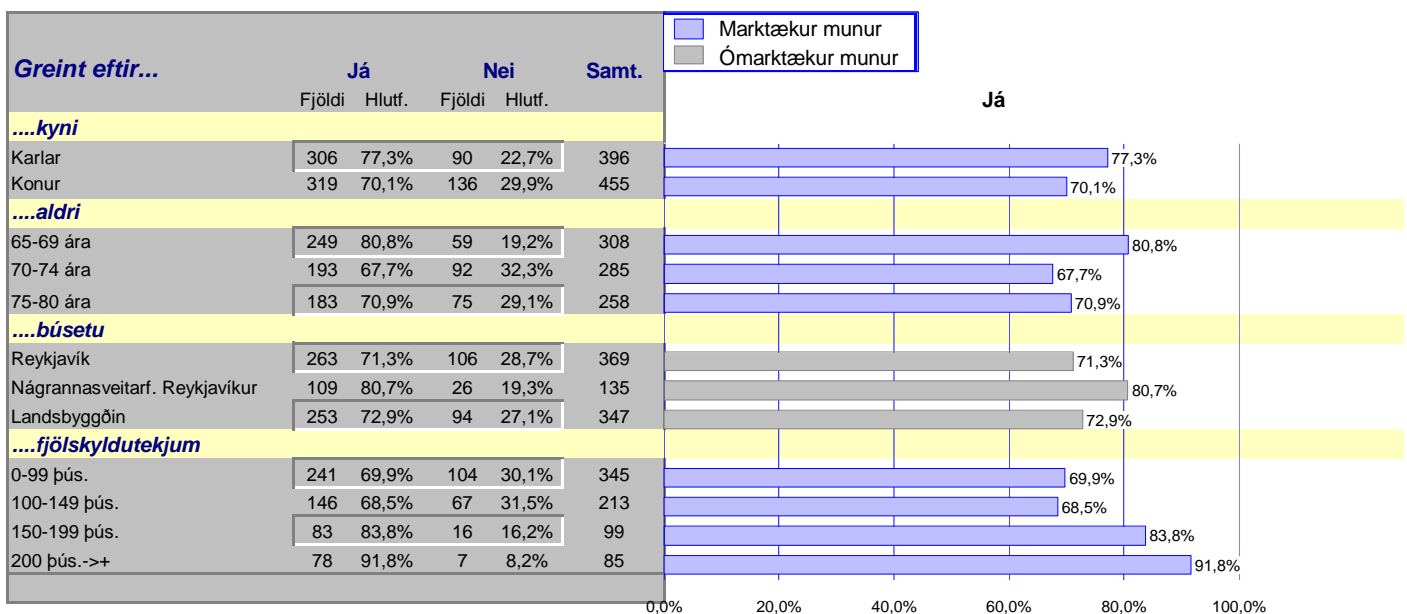 Marktækur munur
Ómarktækur munur
Greint eftir... Já Nei Samt.
Fjöldi Hlutf. Fjöldi Hlutf.
Já
....kyni
Karlar 306 77,3% 90 22,7% 396 77,3%
Konur 319 70,1% 136 29,9% 455 70,1%
....aldri
65-69 ára 249 80,8% 59 19,2% 308 80,8%
70-74 ára 193 67,7% 92 32,3% 285 67,7%
75-80 ára 183 70,9% 75 29,1% 258 70,9%
....búsetu
Reykjavík 263 71,3% 106 28,7% 369 71,3%
Nágrannasveitarf. Reykjavíkur 109 80,7% 26 19,3% 135 80,7%
Landsbyggðin 253 72,9% 94 27,1% 347 72,9%
....fjölskyldutekjum
0-99 þús. 241 69,9% 104 30,1% 345 69,9%
100-149 þús. 146 68,5% 67 31,5% 213 68,5%
150-199 þús. 83 83,8% 16 16,2% 99 83,8%
200 þús.->+ 78 91,8% 7 8,2% 85 91,8%
0,0% 20,0% 40,0% 60,0% 80,0% 100,0%